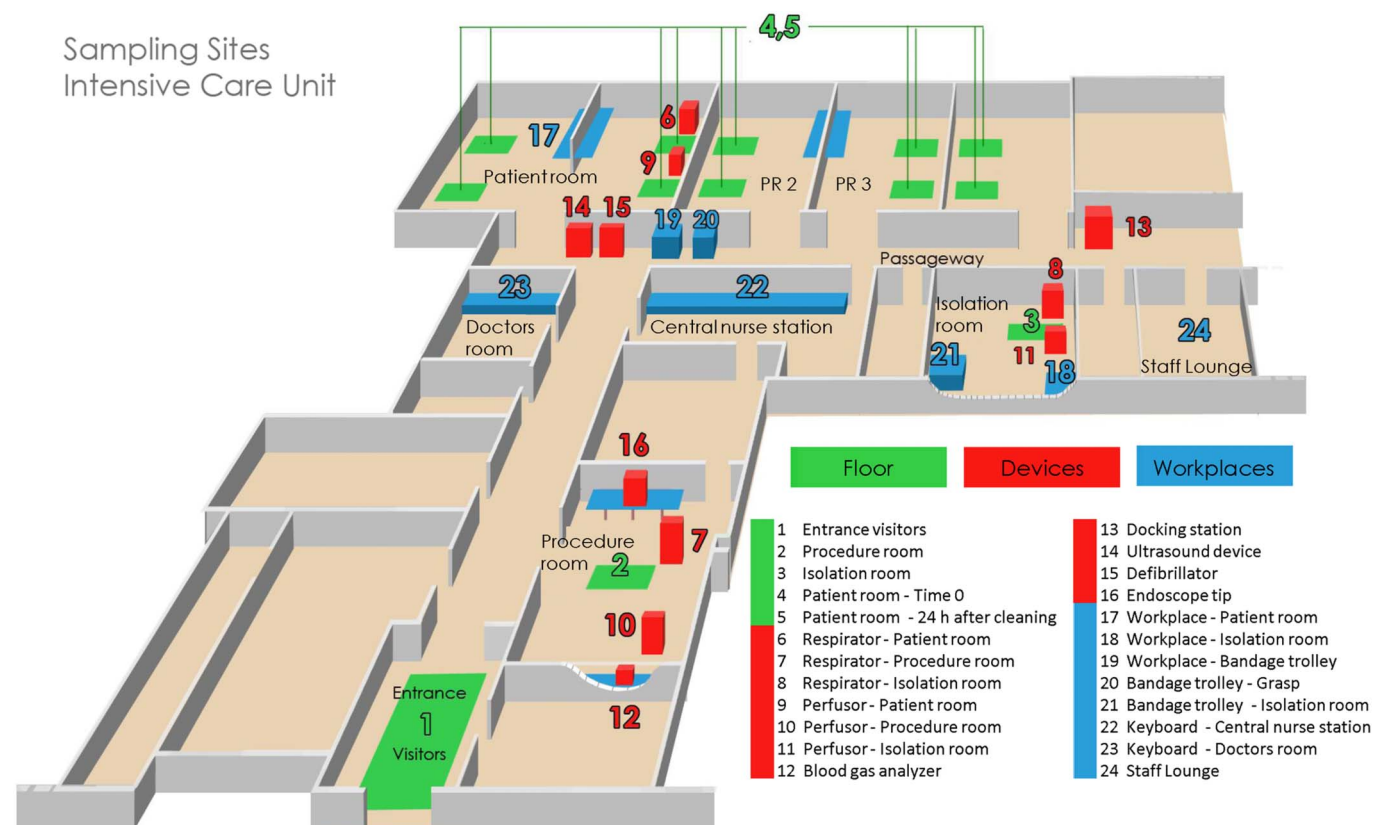 Sampling Sites
Intensive Care Unit
4,5
6
17
9
Patient room
PR 2
PR 3
14
15
19
20
13
Passageway
23
22
8
Isolation
room
3
Doctors
room
Central nurse station
21
11
18
24
Staff Lounge
16
Floor
Devices
Workplaces
7
Procedure
room
2
10
Entrance
1
Visitors
12
1 Entrance visitors
2 Procedure room
3 Isolation room
4 Patient room - Time 0
5 Patient room - 24 h after cleaning
6 Respirator - Patient room
7 Respirator - Procedure room
8 Respirator - Isolation room
9 Perfusor - Patient room
10 Perfusor - Procedure room
11 Perfusor - Isolation room
12 Blood gas analyzer
13 Docking station
14 Ultrasound device
15 Defibrillator
16 Endoscope tip
17 Workplace - Patient room
18 Workplace - Isolation room
19 Workplace - Bandage trolley
20 Bandage trolley - Grasp
21 Bandage trolley - Isolation room
22 Keyboard - Central nurse station
23 Keyboard - Doctors room
24 Staff Lounge